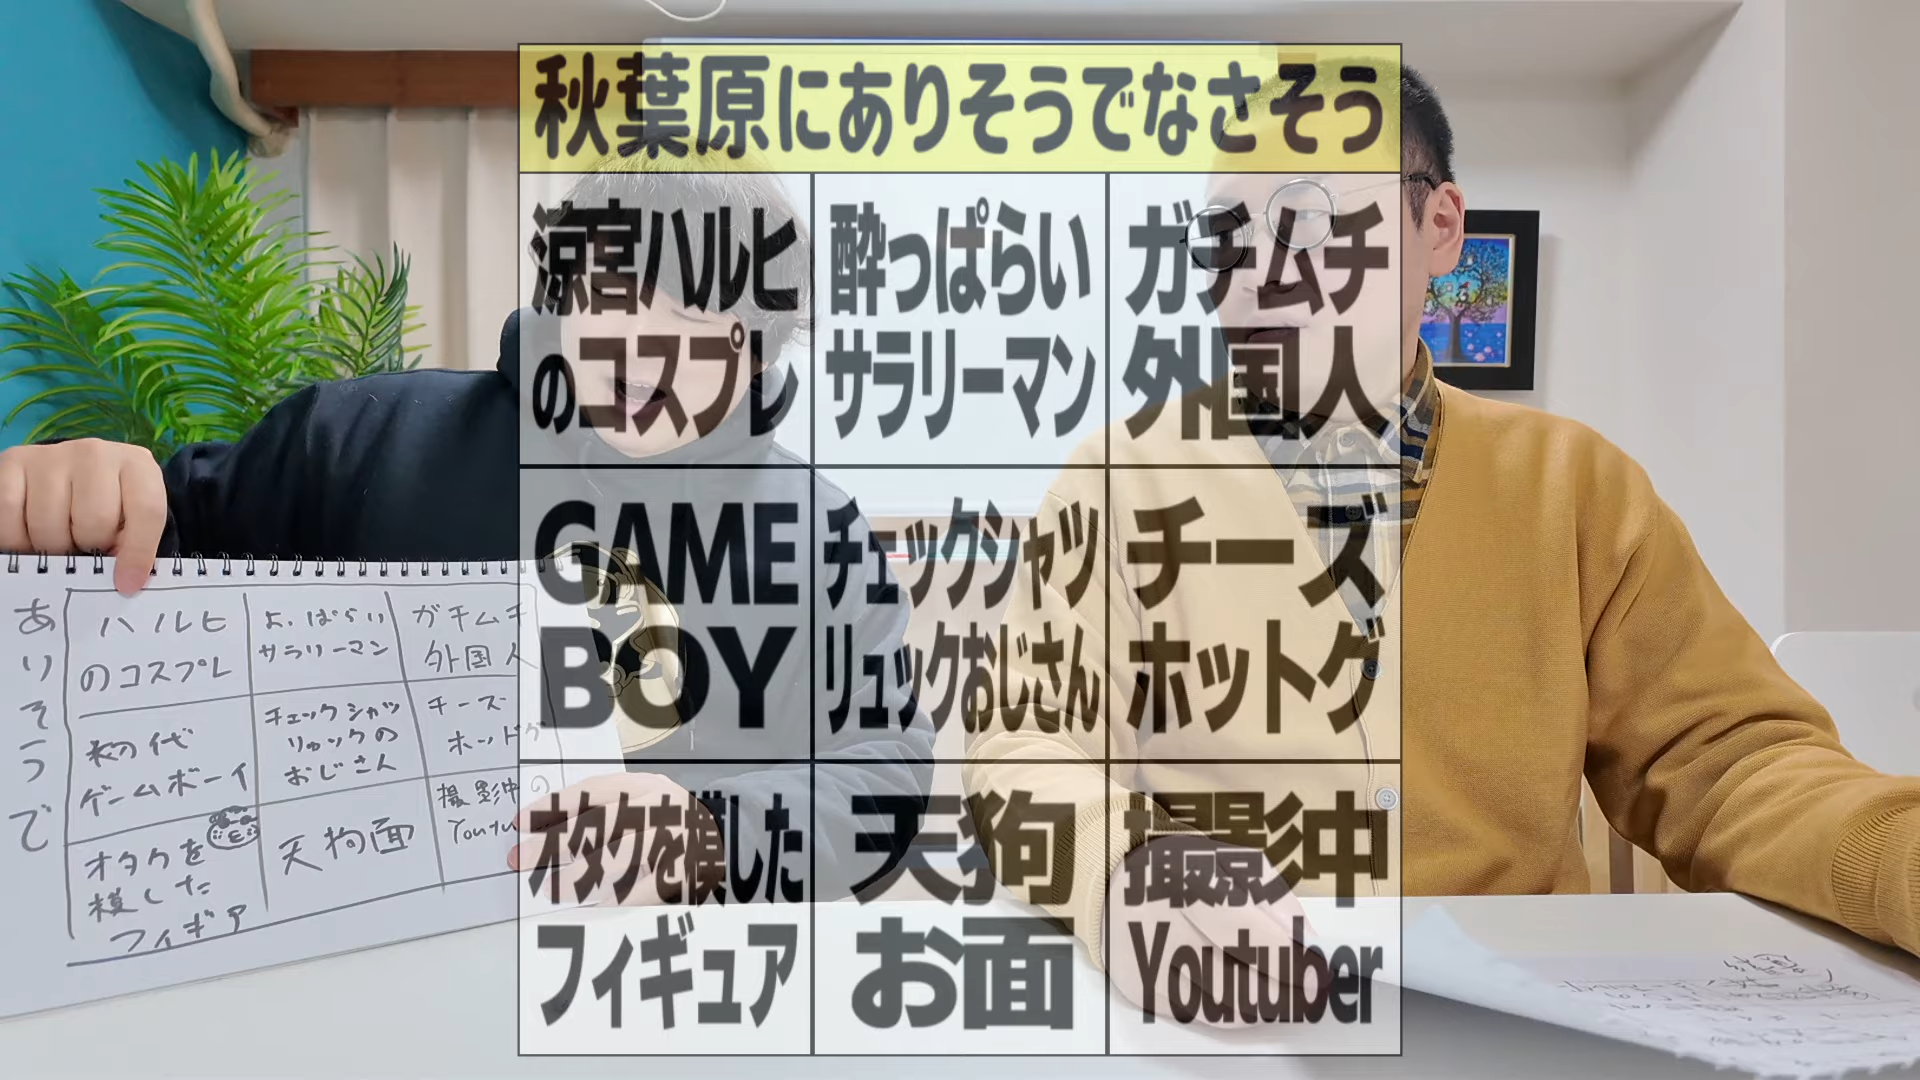 秋葉原にありそうでなさそう
涼宮ハルヒ
のコスプレ
酔っぱらい
サラリーマン
ガチムチ
外国人
GAME
BOY
チェックシャツ
リュックおじさん
チーズ
ホットグ
オタクを模した
フィギュア
天狗
お面
撮影中
Youtuber
ありそうで
ハルヒ
のコスプレ
よっぱらい
サラリーマン
ガチムチ
外国人
初代
ゲームボーイ
チェックシャツ
リュックの
おじさん
チーズ
ホットドグ
オタクを
模した
フィギア
天狗面
撮影中の
Youtu